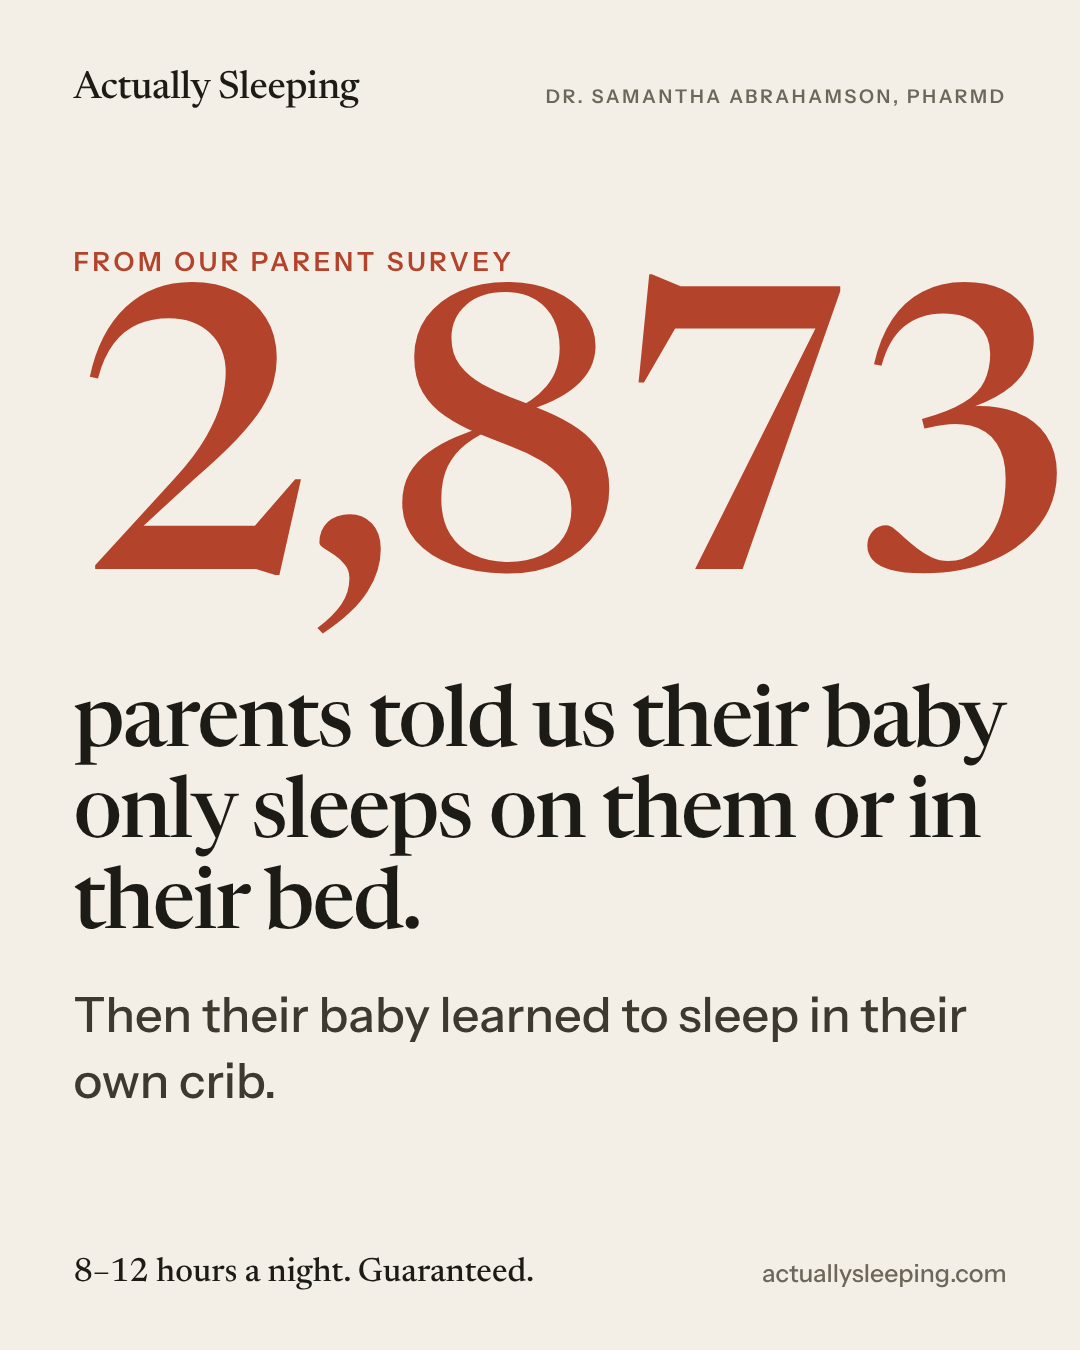 Actually Sleeping
DR. SAMANTHA ABRAHAMSON, PHARMD
FROM OUR PARENT SURVEY
2,873
parents told us their baby
only sleeps on them or in
their bed.
Then their baby learned to sleep in their
own crib.
8–12 hours a night. Guaranteed.
actuallysleeping.com